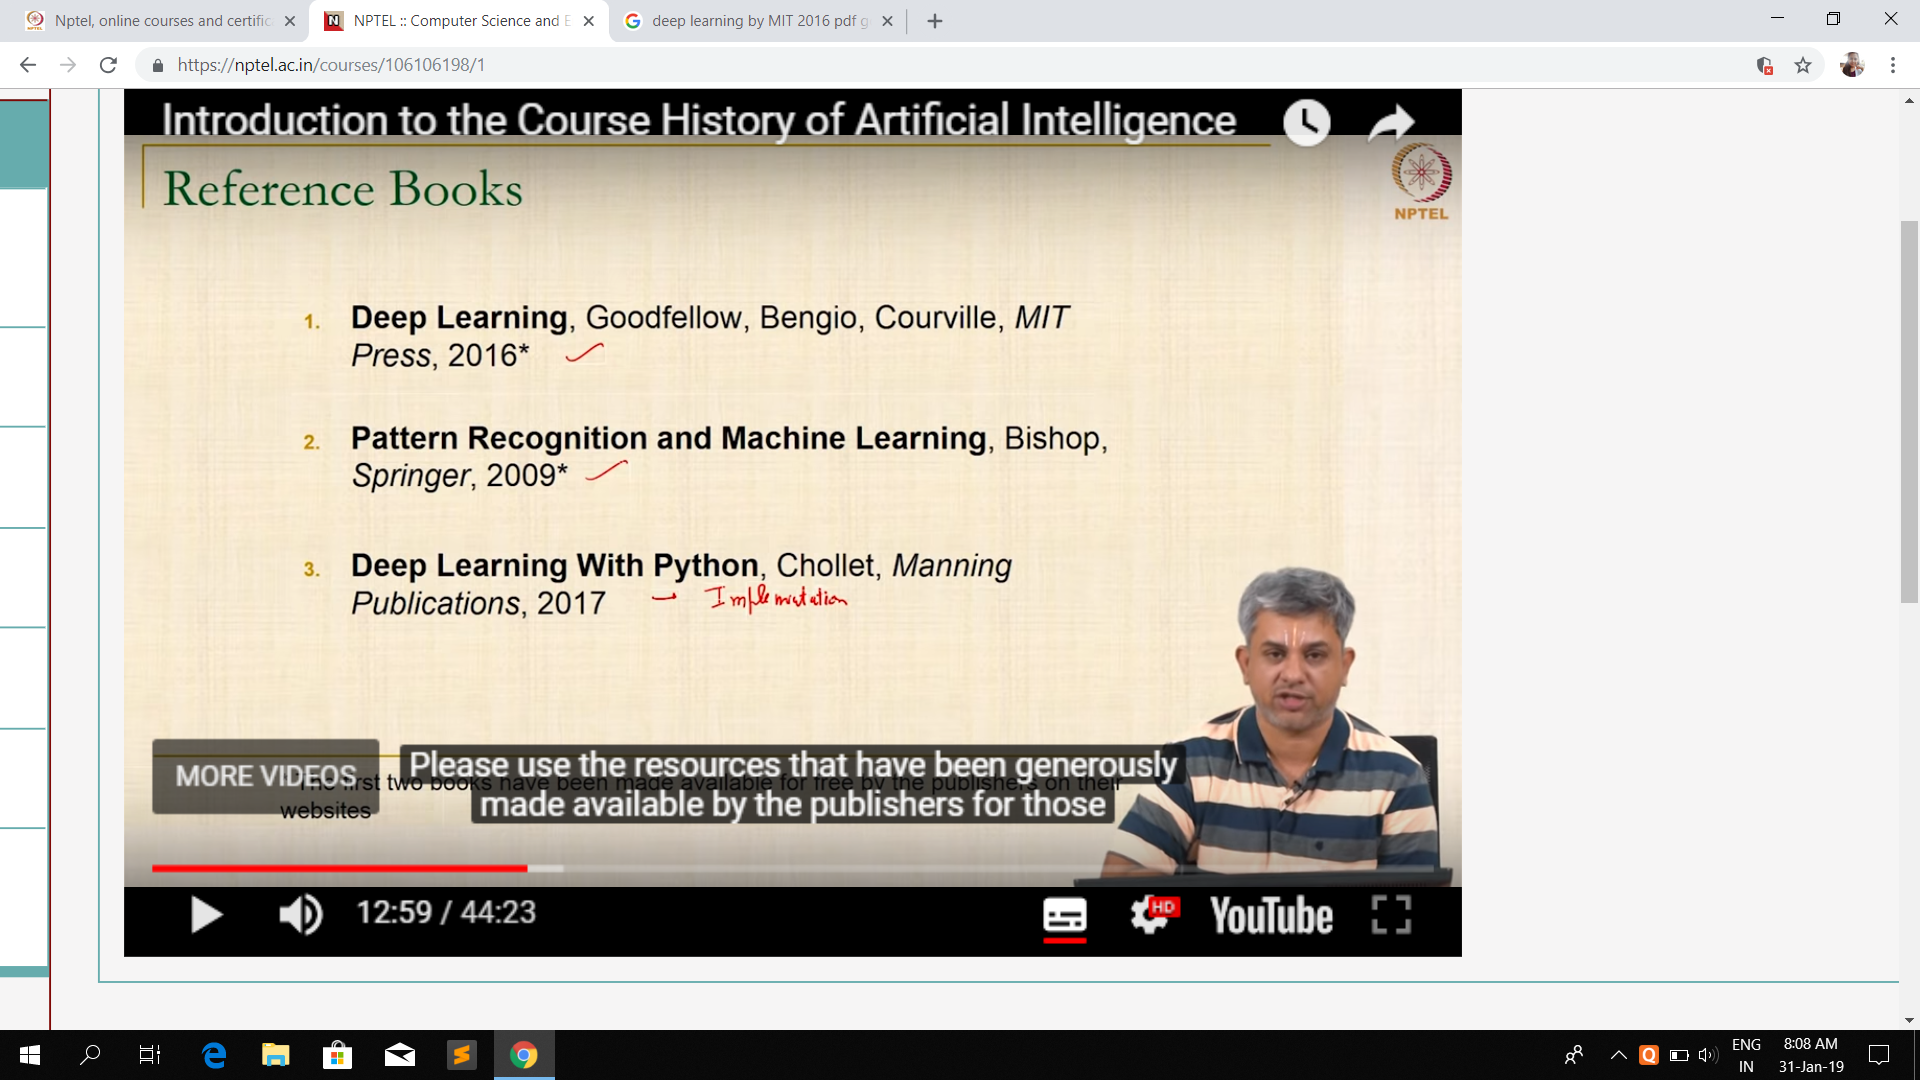 Nptel, online courses and certific
NPTEL :: Computer Science and E
deep learning by MIT 2016 pdf g
https://nptel.ac.in/courses/106106198/1
Introduction to the Course History of Artificial Intelligence
Reference Books
NPTEL
1. Deep Learning, Goodfellow, Bengio, Courville, MIT
Press, 2016*
2. Pattern Recognition and Machine Learning, Bishop,
Springer, 2009*
3. Deep Learning With Python, Chollet, Manning
Publications, 2017 → Implementation
MORE VIDEOS
Please use the resources that have been generously
The first two books have been made available for free by the publishers on their
made available by the publishers for those
websites
12:59 / 44:23
HD
YouTube
ENG
IN
8:08 AM
31-Jan-19